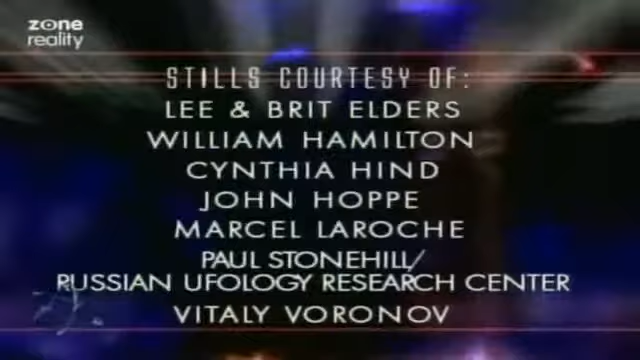 zone
reality
STILLS COURTESY OF:
LEE & BRIT ELDERS
WILLIAM HAMILTON
CYNTHIA HIND
JOHN HOPPE
MARCEL LAROCHE
PAUL STONEHILL/
RUSSIAN UFOLOGY RESEARCH CENTER
VITALY VORONOV